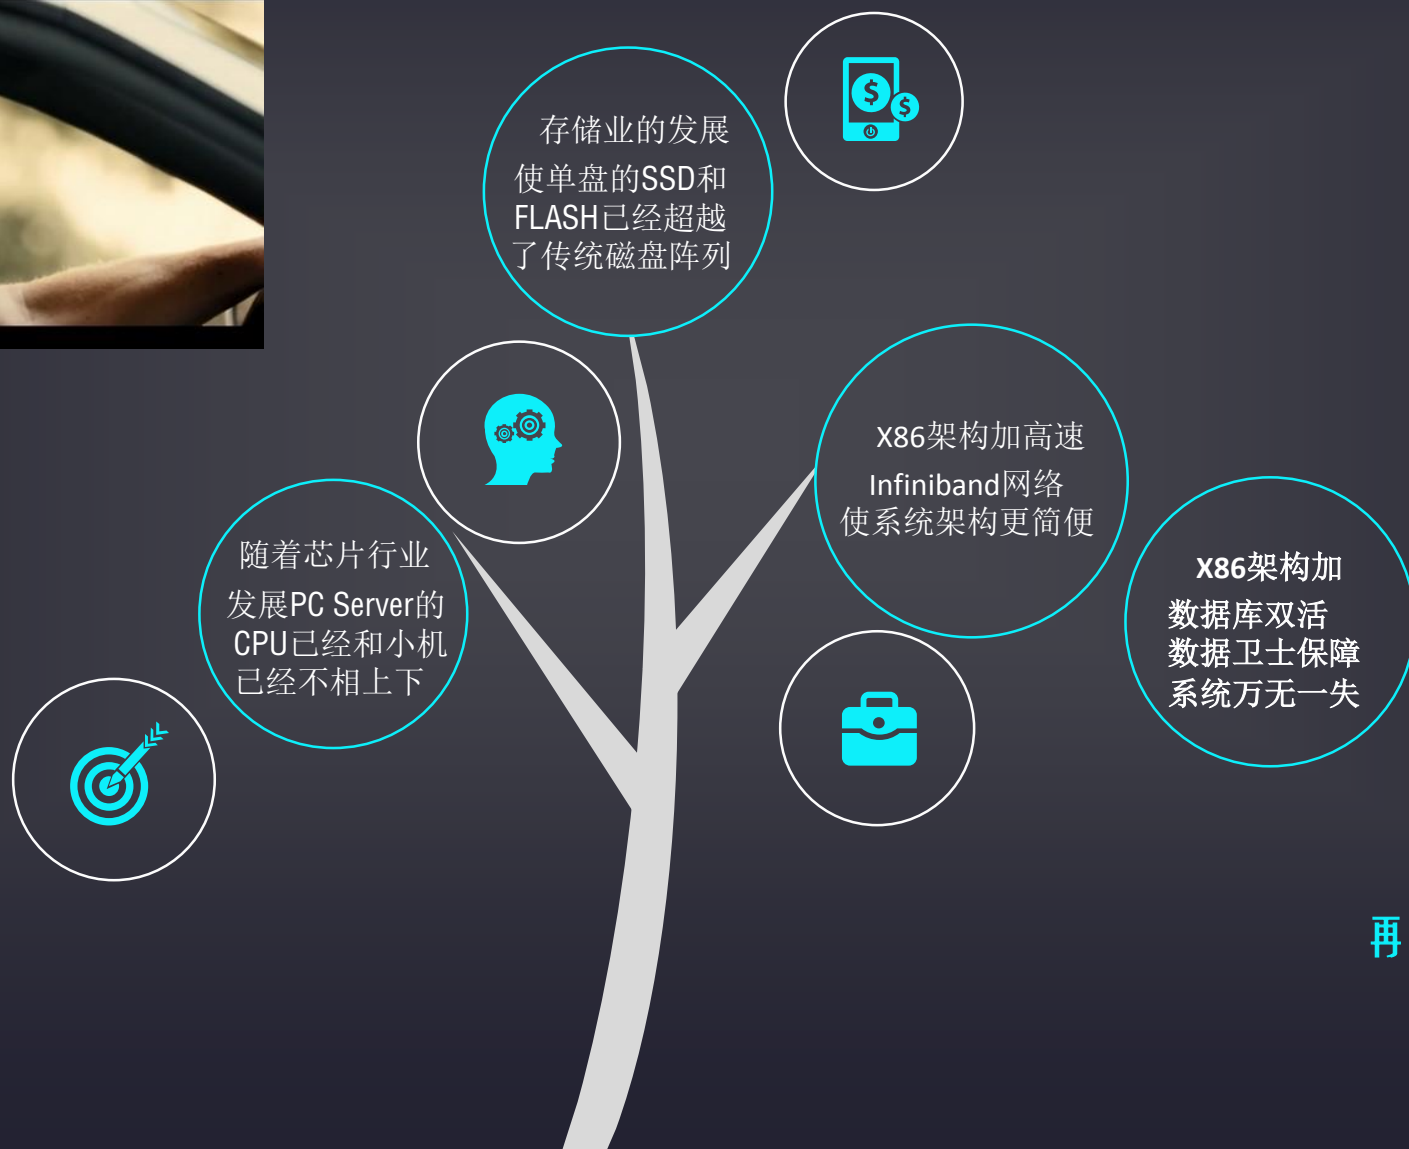 存储业的发展
使单盘的SSD和
FLASH已经超越
了传统磁盘阵列
X86架构加高速
Infiniband网络
使系统架构更简便
随着芯片行业
发展PC Server的
CPU已经和小机
已经不相上下
X86架构加
数据库双活
数据卫士保障
系统万无一失
再